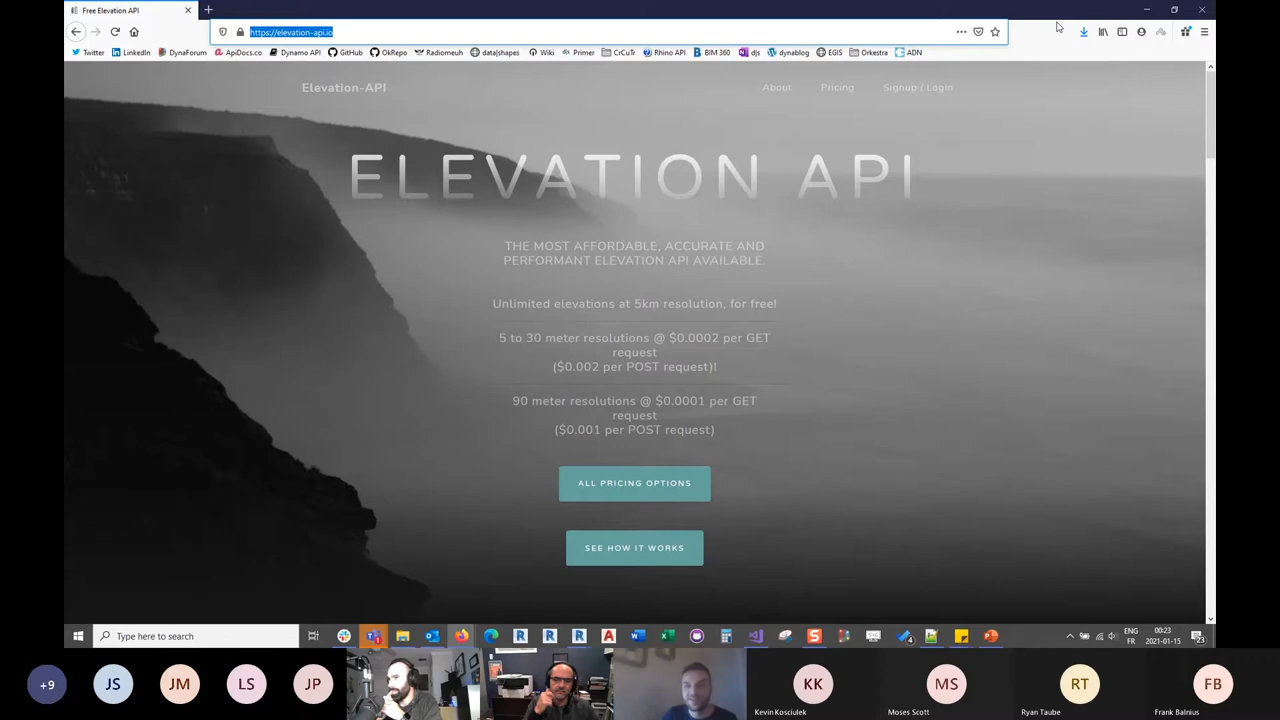 Free Elevation API
https://elevation-api.io
Twitter LinkedIn DynaForum ApiDocs.co Dynamo API GitHub OkRepo Radiomeuh data|shapes Wiki Primer CrCuTr Rhino API BIM 360 djs dynablog EGIS Orkestra ADN
Elevation-API About Pricing Signup / Login
ELEVATION API
THE MOST AFFORDABLE, ACCURATE AND
PERFORMANT ELEVATION API AVAILABLE.
Unlimited elevations at 5km resolution, for free!
5 to 30 meter resolutions @ $0.0002 per GET
request
($0.002 per POST request)!
90 meter resolutions @ $0.0001 per GET
request
($0.001 per POST request)
ALL PRICING OPTIONS
SEE HOW IT WORKS
Type here to search
ENG 00:23
FR 2021-01-15
+9 JS JM LS JP KK MS RT FB
Kevin Kosciulek Moses Scott Ryan Taube Frank Balnius